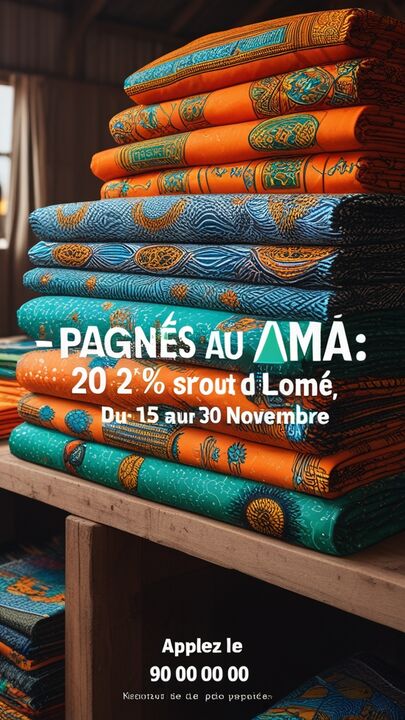 - PAGNÉS AU AMÁ:
20 2 % srout d Lomé,
Du· 15 aur 30 Novembre
Applez le
90 00 00 00